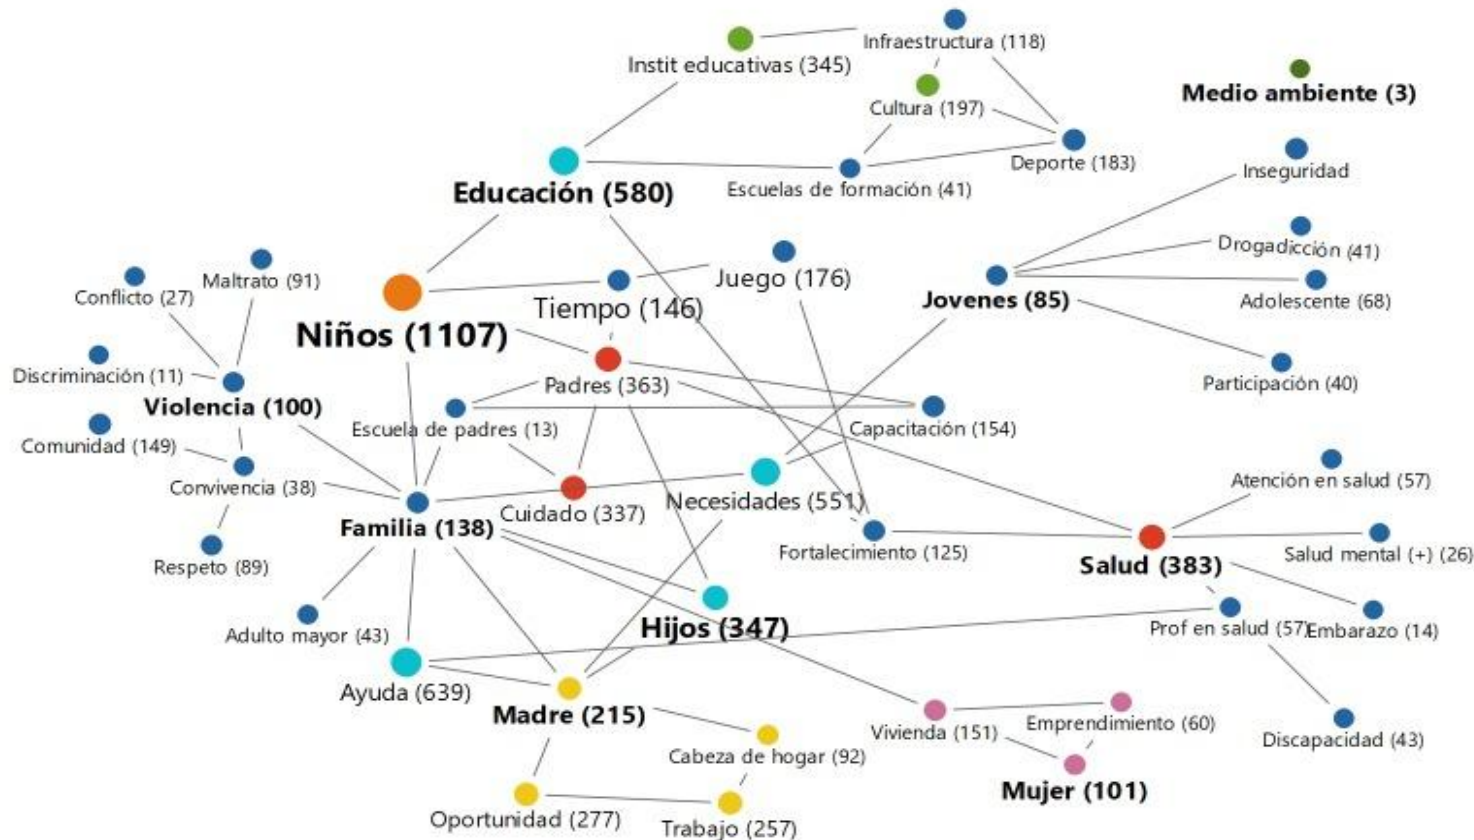 Infraestructura (118)
Instit educativas (345)
Medio ambiente (3)
Cultura (197)
Deporte (183)
Inseguridad
Educación (580)
Escuelas de formación (41)
Drogadicción (41)
Maltrato (91)
Juego (176)
Conflicto (27)
Jovenes (85)
Adolescente (68)
Tiempo (146)
Niños (1107)
Discriminación (11)
Padres (363)
Participación (40)
Violencia (100)
Escuela de padres (13)
Capacitación (154)
Comunidad (149)
Atención en salud (57)
Convivencia (38)
Necesidades (551)
Cuidado (337)
Familia (138)
Fortalecimiento (125)
Salud mental (+) (26)
Respeto (89)
Salud (383)
Hijos (347)
Prof en salud (57)
Embarazo (14)
Adulto mayor (43)
Ayuda (639)
Madre (215)
Emprendimiento (60)
Vivienda (151)
Discapacidad (43)
Cabeza de hogar (92)
Mujer (101)
Oportunidad (277)
Trabajo (257)